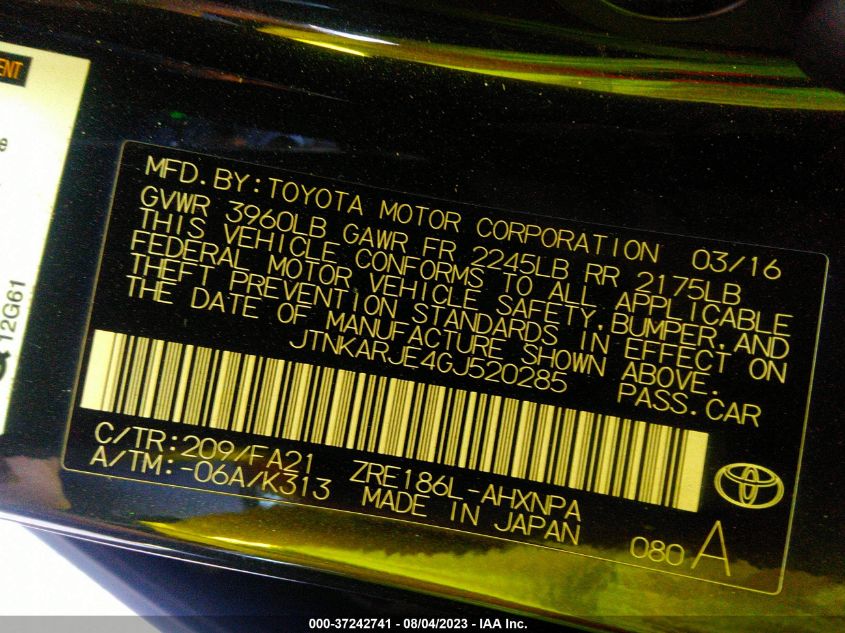 ENT
12G61
MFD.BY:TOYOTA MOTOR CORPORATION 03/16
GVWR 3960LB GAWR FR 2245LB RR 2175LB
THIS VEHICLE CONFORMS TO ALL APPLICABLE
FEDERAL MOTOR VEHICLE SAFETY,BUMPER,AND
THEFT PREVENTION STANDARDS IN EFFECT ON
THE DATE OF MANUFACTURE SHOWN ABOVE.
JTNKARJE4GJ520285 PASS.CAR
C/TR:209/FA21 ZRE186L-AHXNPA
A/TM:-06A/K313 MADE IN JAPAN
080 A
000-37242741 - 08/04/2023 - IAA Inc.